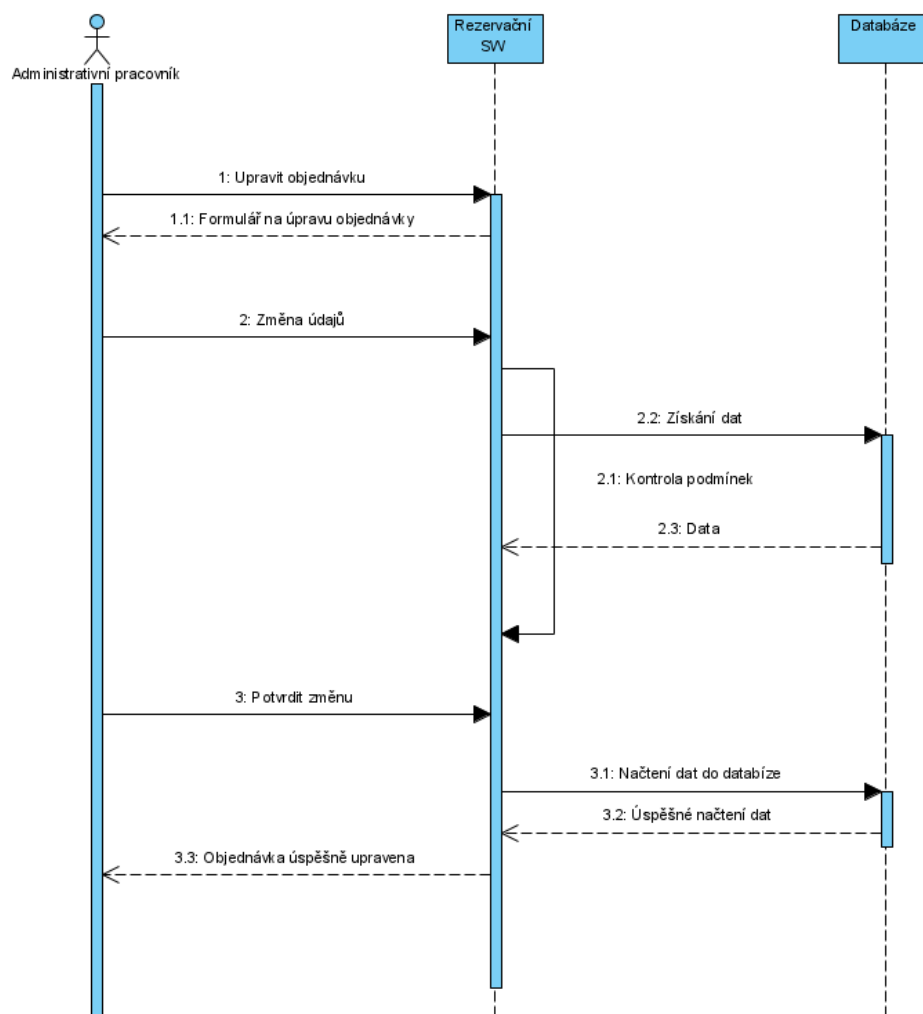 Rezervační
SW
Databáze
Administrativní pracovník
1: Upravit objednávku
1.1: Formulář na úpravu objednávky
2: Změna údajů
2.2: Získání dat
2.1: Kontrola podmínek
2.3: Data
3: Potvrdit změnu
3.1: Načtení dat do databíze
3.2: Úspěšné načtení dat
3.3: Objednávka úspěšně upravena